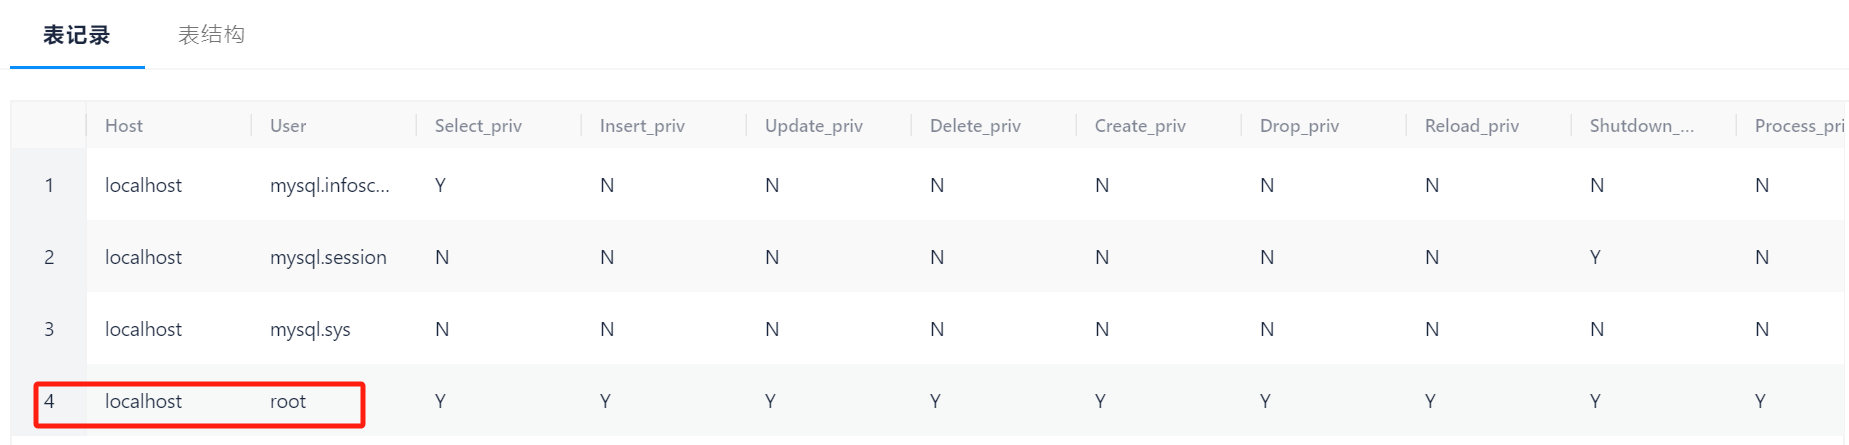 表记录 表结构
Host User Select_priv Insert_priv Update_priv Delete_priv Create_priv Drop_priv Reload_priv Shutdown_... Process_pri
1 localhost mysql.infosc... Y N N N N N N N N
2 localhost mysql.session N N N N N N N Y N
3 localhost mysql.sys N N N N N N N N N
4 localhost root Y Y Y Y Y Y Y Y Y